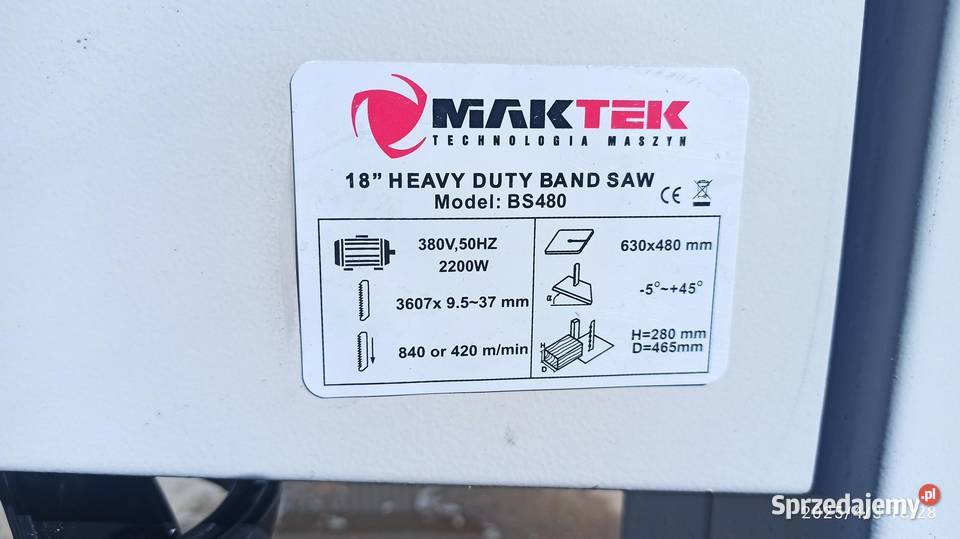 MAKTEK
TECHNOLOGIA MASZYN
18” HEAVY DUTY BAND SAW
Model: BS480
CE
380V,50HZ
2200W
3607x 9.5~37 mm
840 or 420 m/min
630x480 mm
α
-5°~+45°
H
D
H=280 mm
D=465mm
Sprzedajemy.pl